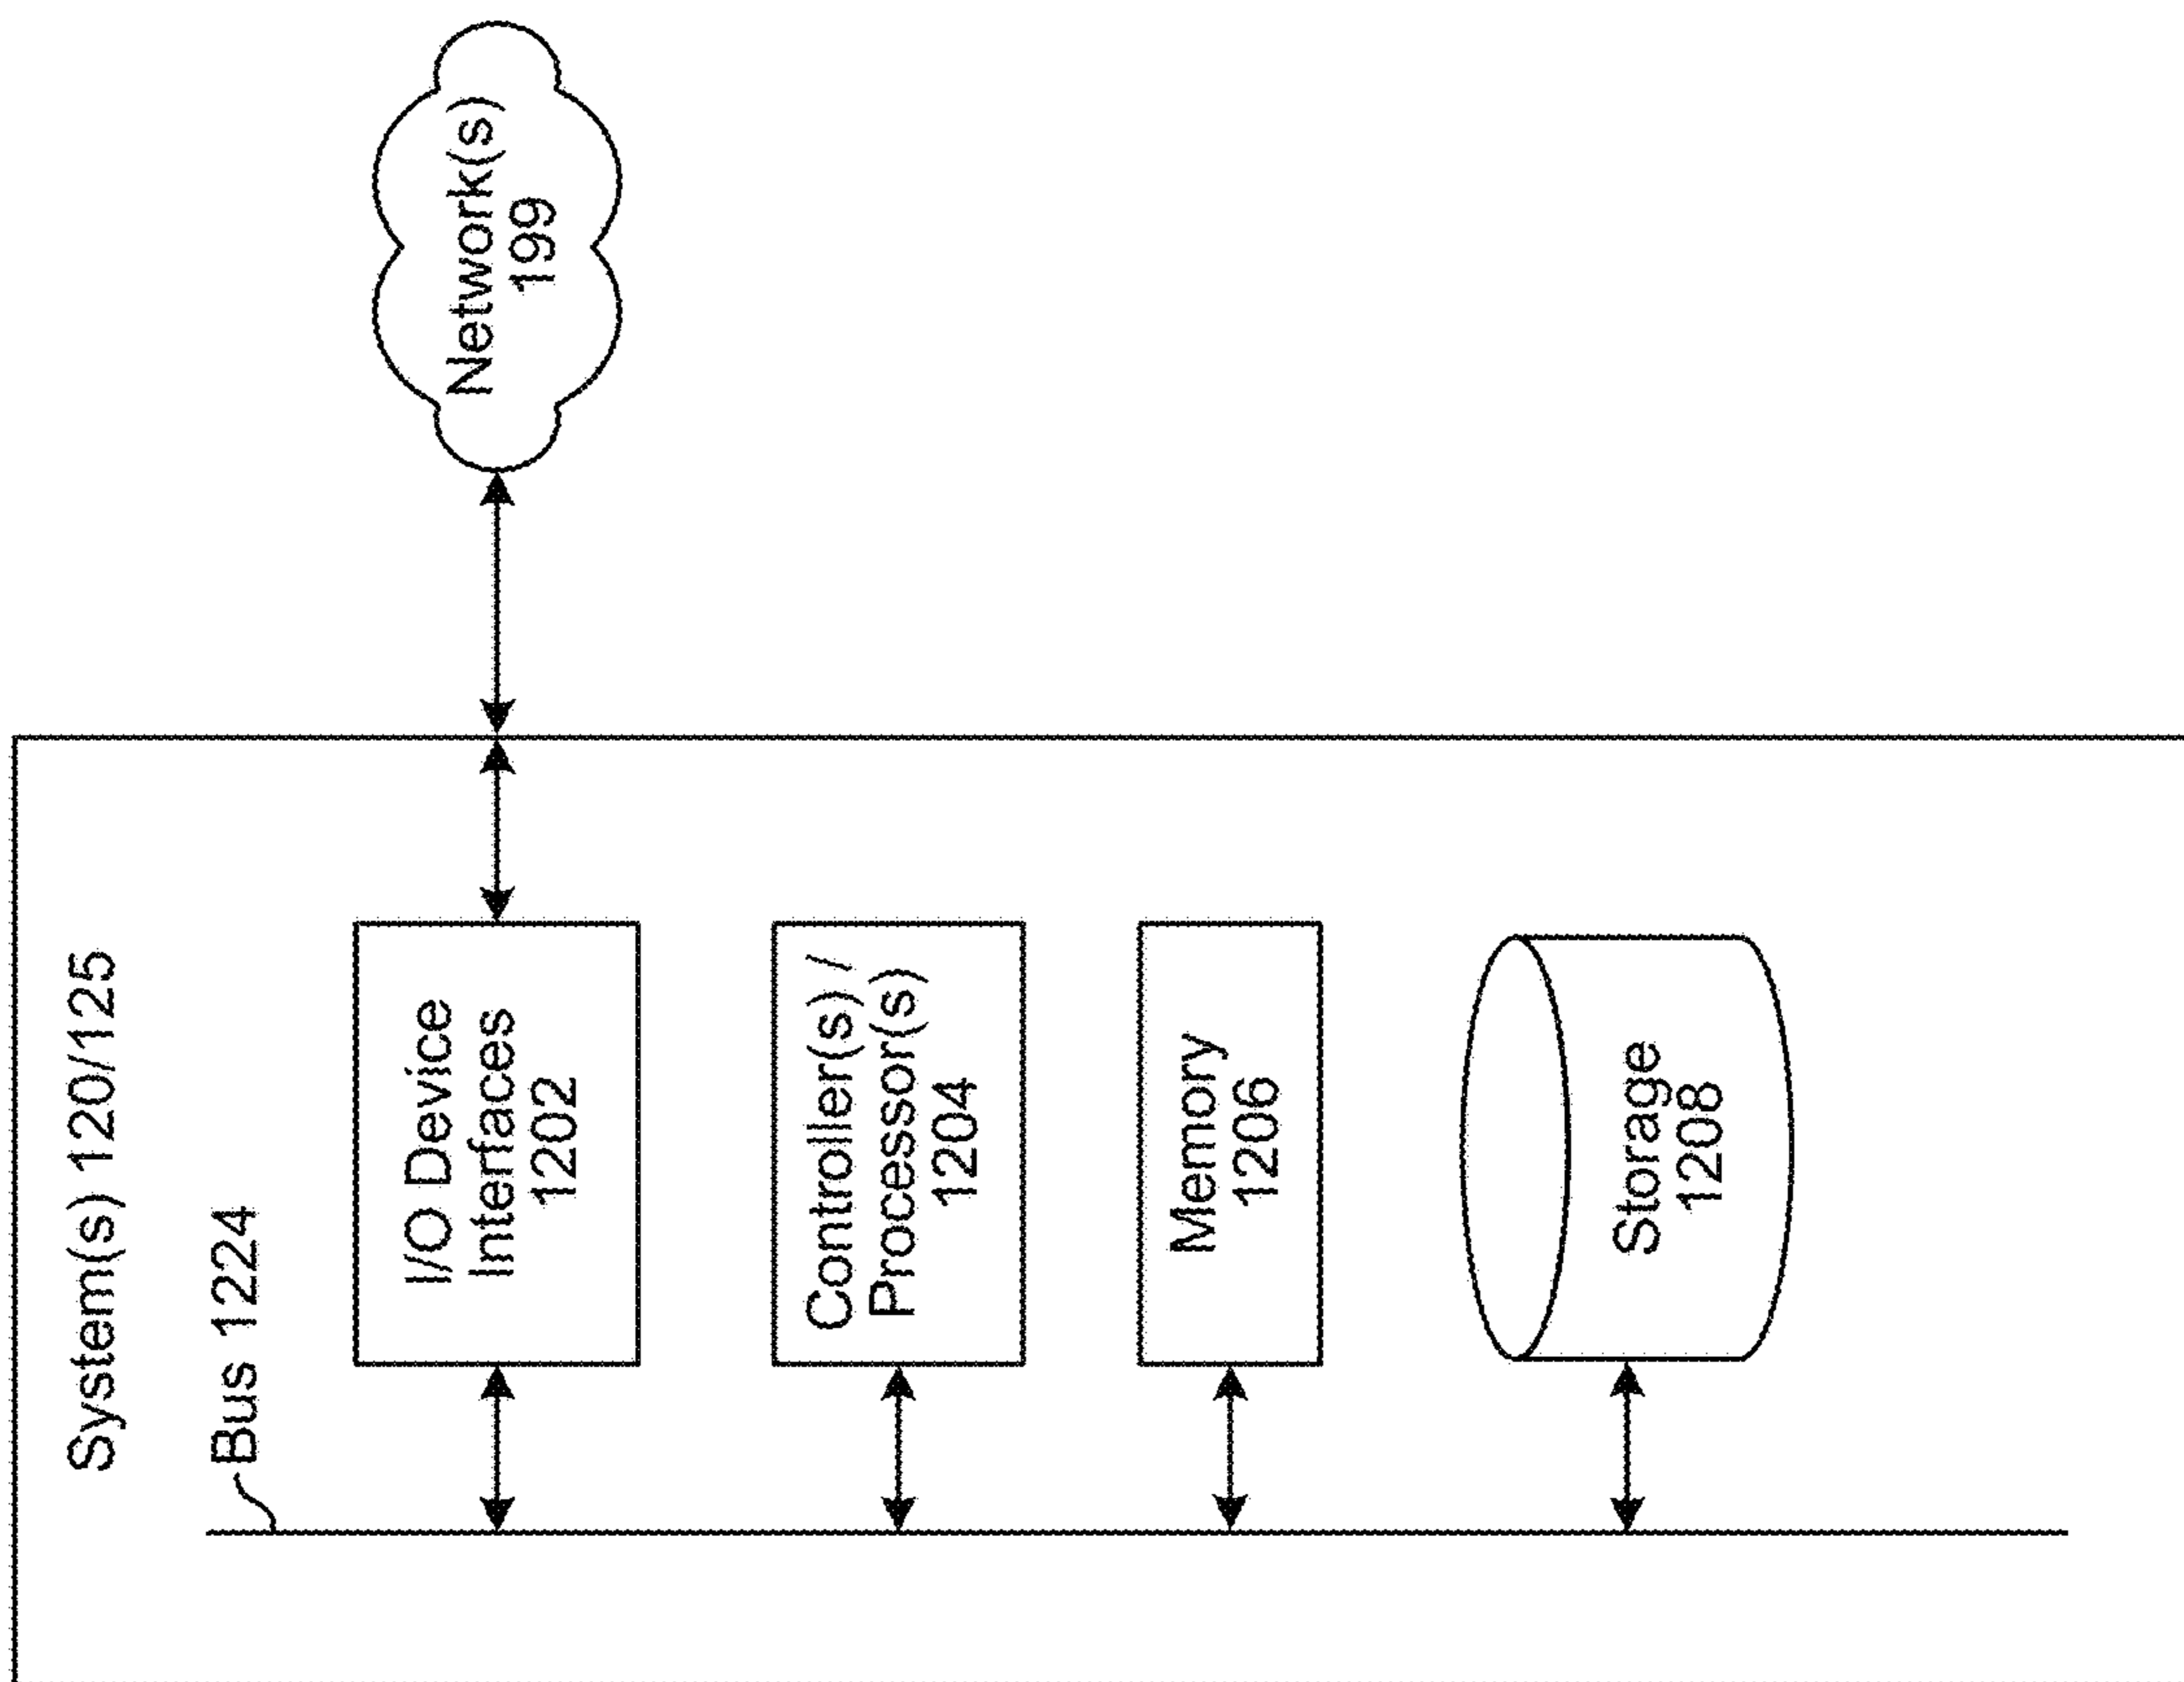 System(s) 120/125
Bus 1224
I/O Device
Interfaces
1202
Controller(s) /
Processor(s)
1204
Memory
1206
Storage
1208
Network(s)
199